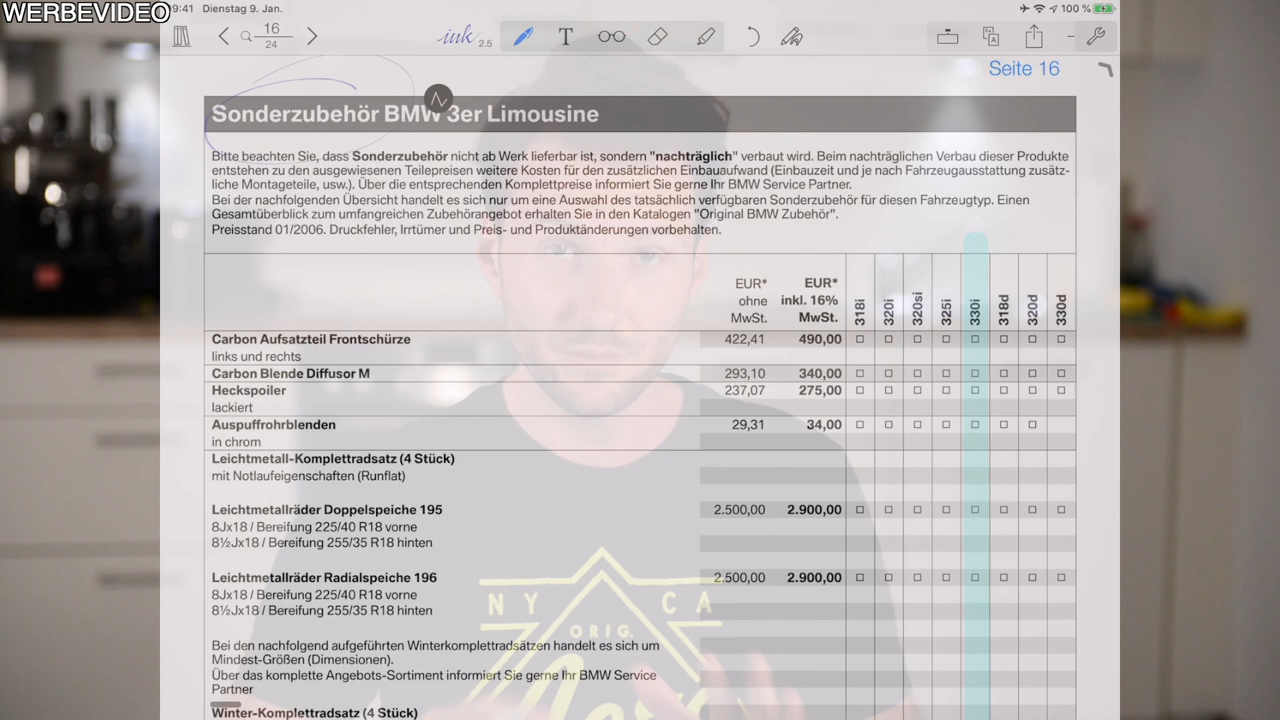 WERBEVIDEO
09:41 Dienstag 9. Jan.
100 %
16
24
ink 2.5
T
Seite 16
Sonderzubehör BMW 3er Limousine
Bitte beachten Sie, dass Sonderzubehör nicht ab Werk lieferbar ist, sondern "nachträglich" verbaut wird. Beim nachträglichen Verbau dieser Produkte
entstehen zu den ausgewiesenen Teilepreisen weitere Kosten für den zusätzlichen Einbauaufwand (Einbauzeit und je nach Fahrzeugausstattung zusätz-
liche Montageteile, usw.). Über die entsprechenden Komplettpreise informiert Sie gerne Ihr BMW Service Partner.
Bei der nachfolgenden Übersicht handelt es sich nur um eine Auswahl des tatsächlich verfügbaren Sonderzubehör für diesen Fahrzeugtyp. Einen
Gesamtüberblick zum umfangreichen Zubehörangebot erhalten Sie in den Katalogen "Original BMW Zubehör".
Preisstand 01/2006. Druckfehler, Irrtümer und Preis- und Produktänderungen vorbehalten.
EUR* ohne MwSt. EUR* inkl. 16% MwSt. 318i 320i 320si 325i 330i 318d 320d 330d
Carbon Aufsatzteil Frontschürze 422,41 490,00
links und rechts
Carbon Blende Diffusor M 293,10 340,00
Heckspoiler 237,07 275,00
lackiert
Auspuffrohrblenden 29,31 34,00
in chrom
Leichtmetall-Komplettradsatz (4 Stück)
mit Notlaufeigenschaften (Runflat)
Leichtmetallräder Doppelspeiche 195 2.500,00 2.900,00
8Jx18 / Bereifung 225/40 R18 vorne
8½Jx18 / Bereifung 255/35 R18 hinten
Leichtmetallräder Radialspeiche 196 2.500,00 2.900,00
8Jx18 / Bereifung 225/40 R18 vorne
8½Jx18 / Bereifung 255/35 R18 hinten
NY CA
ORIG.
Bei den nachfolgend aufgeführten Winterkomplettradsätzen handelt es sich um
Mindest-Größen (Dimensionen).
Über das komplette Angebots-Sortiment informiert Sie gerne Ihr BMW Service
Partner
Winter-Komplettradsatz (4 Stück)